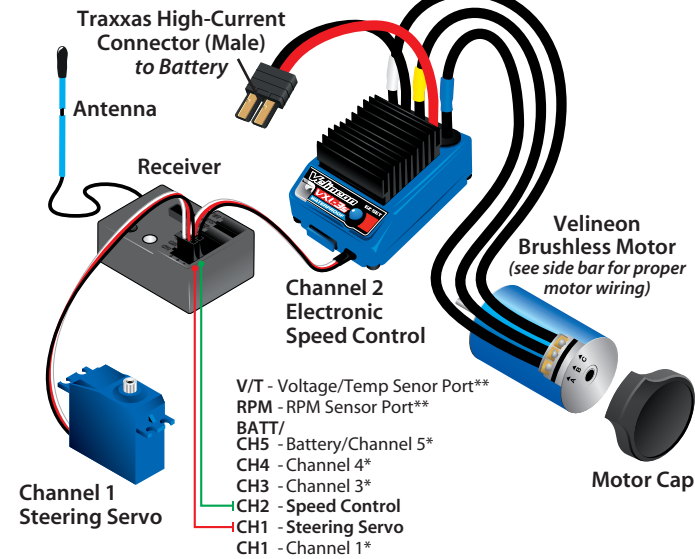 Traxxas High-Current
Connector (Male)
to Battery
Antenna
Receiver
Velineon
VXL-3s
WATERPROOF
EZ SET
Velineon
Brushless Motor
(see side bar for proper
motor wiring)
Channel 2
Electronic
Speed Control
A
B
C
V/T - Voltage/Temp Senor Port**
RPM - RPM Sensor Port**
BATT/
CH5 - Battery/Channel 5*
CH4 - Channel 4*
CH3 - Channel 3*
CH2 - Speed Control
CH1 - Steering Servo
CH1 - Channel 1*
Motor Cap
Channel 1
Steering Servo